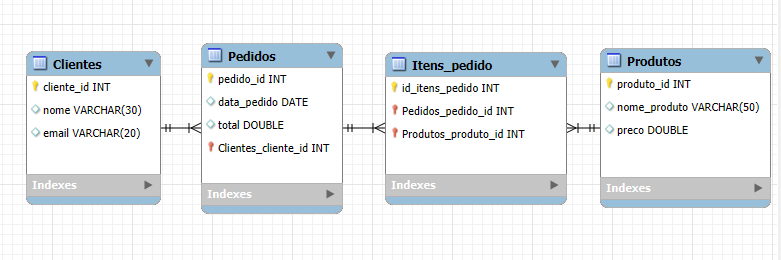 Clientes
cliente_id INT
nome VARCHAR(30)
email VARCHAR(20)
Indexes
Pedidos
pedido_id INT
data_pedido DATE
total DOUBLE
Clientes_cliente_id INT
Indexes
Itens_pedido
id_itens_pedido INT
Pedidos_pedido_id INT
Produtos_produto_id INT
Indexes
Produtos
produto_id INT
nome_produto VARCHAR(50)
preco DOUBLE
Indexes